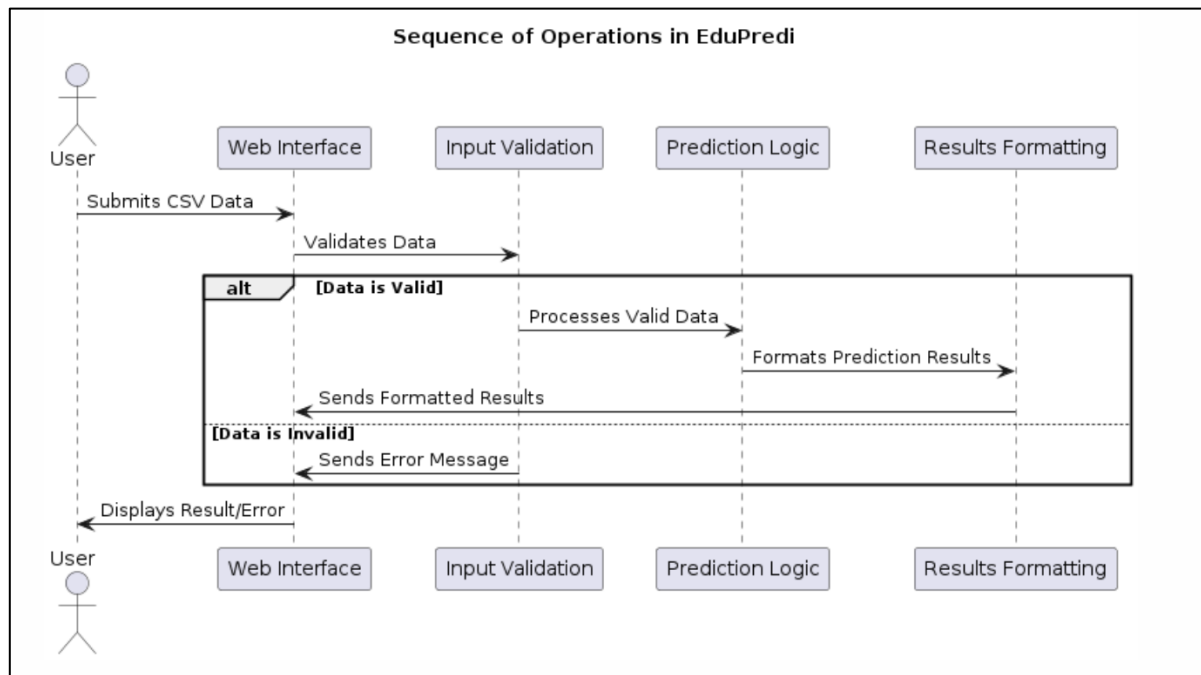 Sequence of Operations in EduPredi
User
Web Interface
Input Validation
Prediction Logic
Results Formatting
Submits CSV Data
Validates Data
alt
[Data is Valid]
Processes Valid Data
Formats Prediction Results
Sends Formatted Results
[Data is Invalid]
Sends Error Message
Displays Result/Error
User
Web Interface
Input Validation
Prediction Logic
Results Formatting